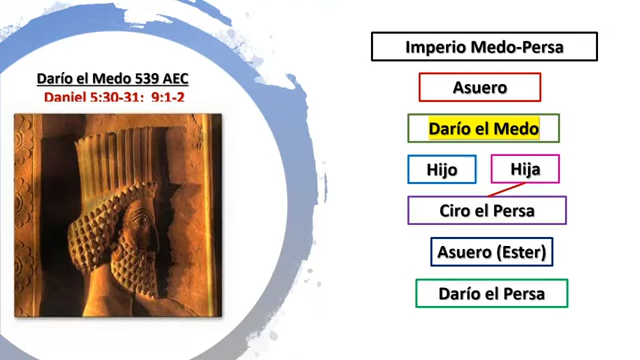 Darío el Medo 539 AEC
Daniel 5:30-31; 9:1-2
Imperio Medo-Persa
Asuero
Darío el Medo
Hijo
Hija
Ciro el Persa
Asuero (Ester)
Darío el Persa